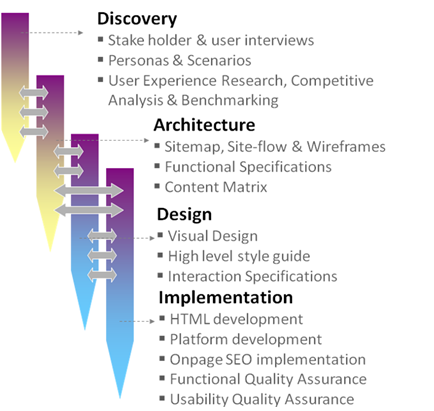 Discovery
▪ Stake holder & user interviews
▪ Personas & Scenarios
▪ User Experience Research, Competitive
Analysis & Benchmarking
Architecture
▪ Sitemap, Site-flow & Wireframes
▪ Functional Specifications
▪ Content Matrix
Design
▪ Visual Design
▪ High level style guide
▪ Interaction Specifications
Implementation
▪ HTML development
▪ Platform development
▪ Onpage SEO implementation
▪ Functional Quality Assurance
▪ Usability Quality Assurance